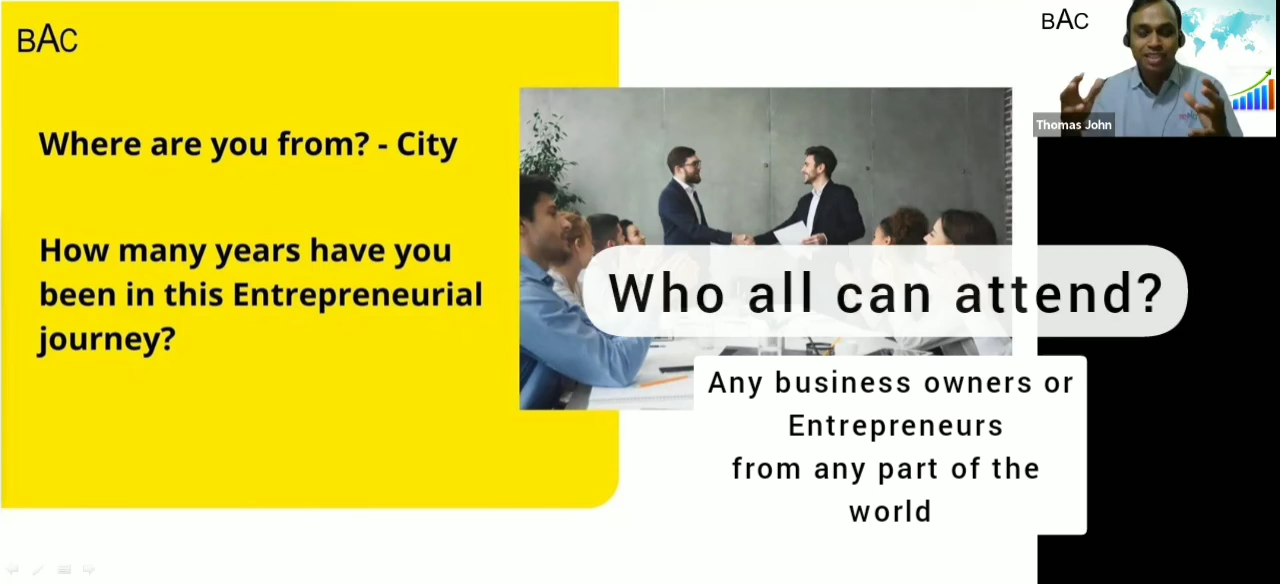 BAC
Where are you from? - City
How many years have you
been in this Entrepreneurial
journey?
BAC
Thomas John
Who all can attend?
Any business owners or
Entrepreneurs
from any part of the
world